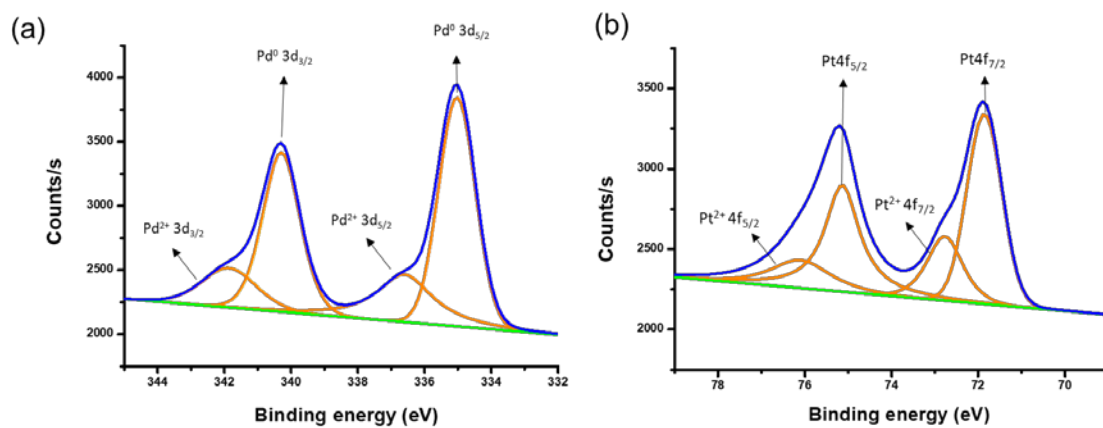 (a)
Pd⁰ 3d₅/₂
Pd⁰ 3d₃/₂
Pd²⁺ 3d₃/₂
Pd²⁺ 3d₅/₂
Counts/s
4000
3500
3000
2500
2000
344
342
340
338
336
334
332
Binding energy (eV)
(b)
Pt4f₅/₂
Pt4f₇/₂
Pt²⁺ 4f₅/₂
Pt²⁺ 4f₇/₂
Counts/s
3500
3000
2500
2000
78
76
74
72
70
Binding energy (eV)